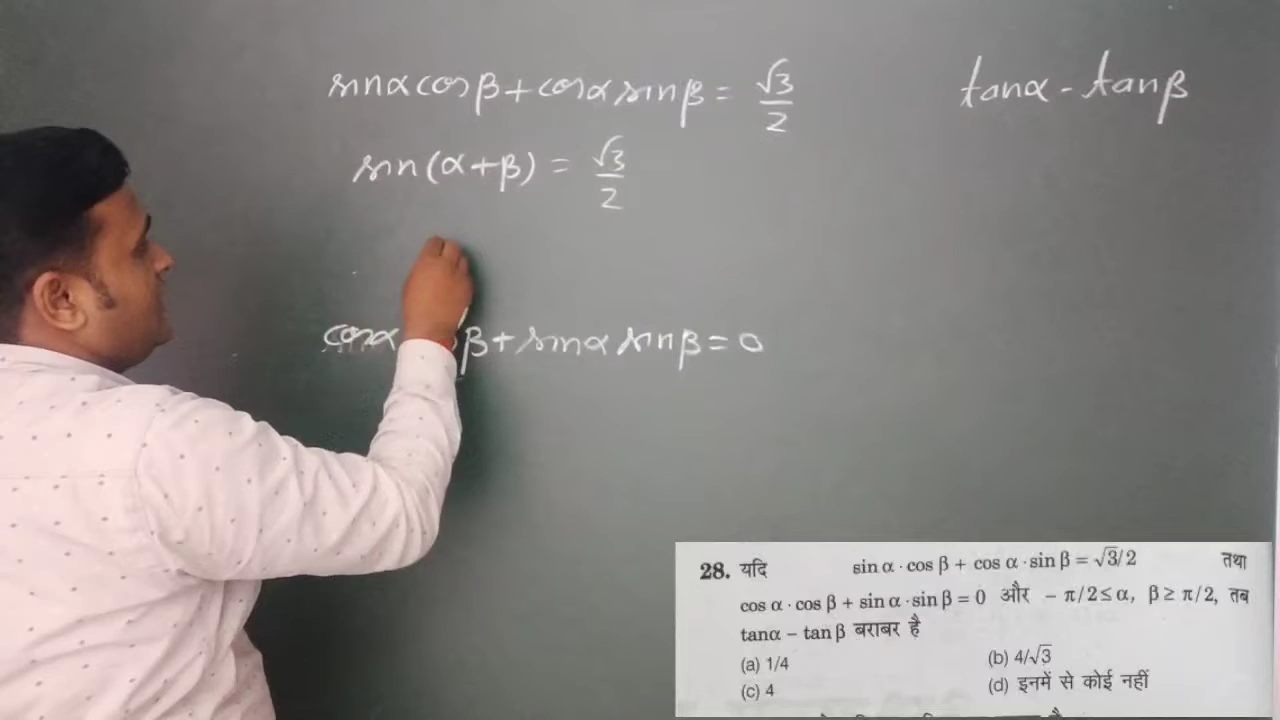 sinα cosβ + cosα sinβ = √3/2
tanα - tanβ
sin(α+β) = √3/2
cosα β + sinα sinβ = 0
28. यदि sin α · cos β + cos α · sin β = √3/2 तथा
cos α · cos β + sin α · sin β = 0 और − π/2 ≤ α, β ≥ π/2, तब
tanα − tan β बराबर है
(a) 1/4 (b) 4/√3
(c) 4 (d) इनमें से कोई नहीं